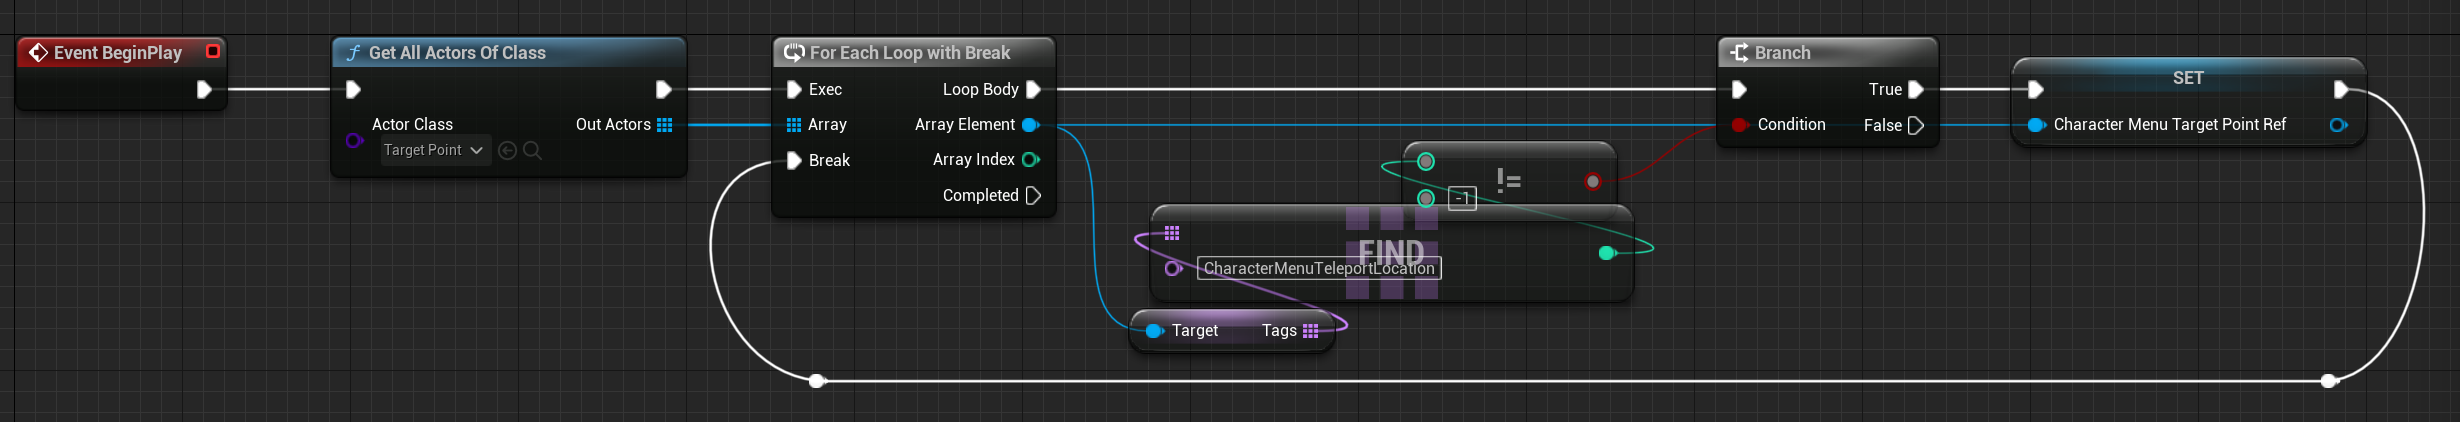 Event BeginPlay
f Get All Actors Of Class
Actor Class
Target Point
Out Actors
For Each Loop with Break
Exec
Loop Body
Array
Array Element
Break
Array Index
Completed
!=
-1
FIND
CharacterMenuTeleportLocation
Target
Tags
Branch
True
Condition
False
SET
Character Menu Target Point Ref